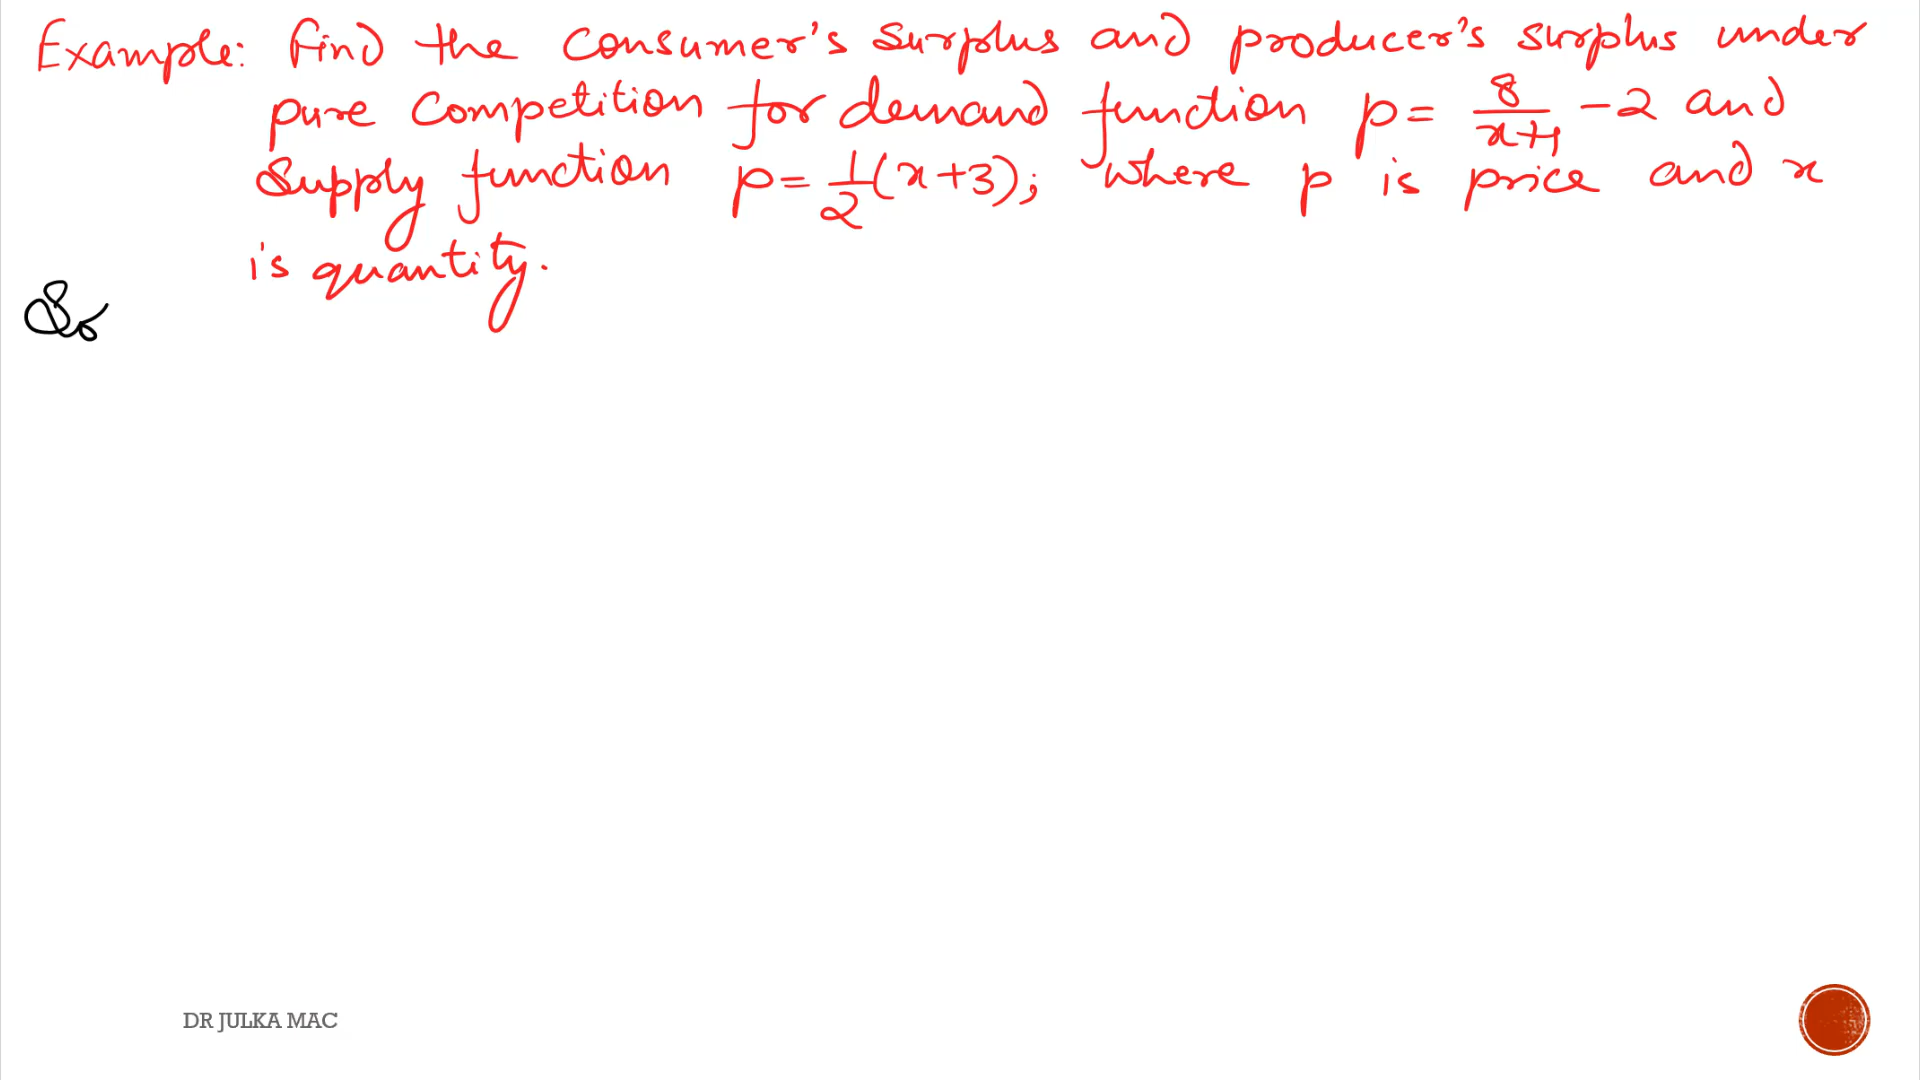 Example: Find the Consumer's Surplus and producer's surplus under
pure Competition for demand function p = 8/(x+1) - 2 and
Supply function p = 1/2 (x+3); where p is price and x
is quantity.
So
DR JULKA MAC